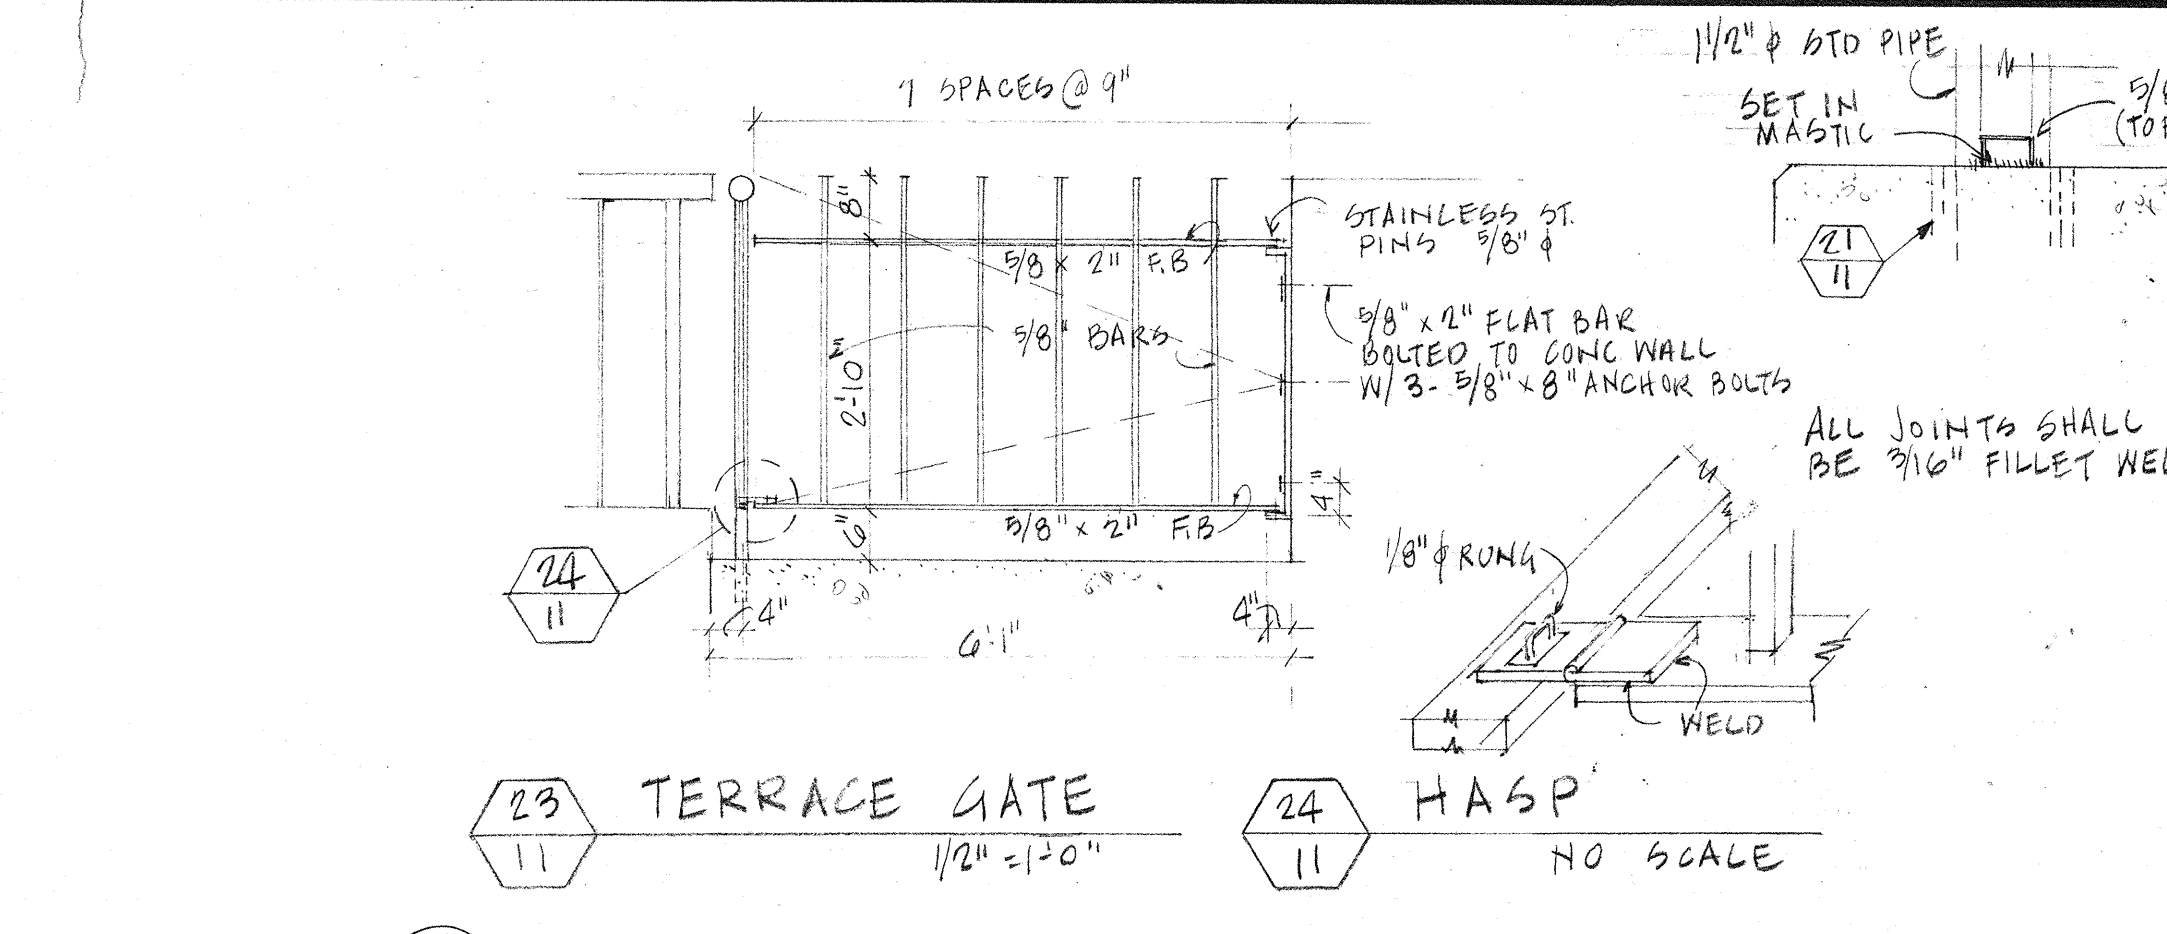 7 SPACES @ 9"
8"
5/8 x 2" F.B
5/8" BARS
2'-10"
6"
5/8" x 2" F.B
4"
4"
4"
6'-1"
STAINLESS ST.
PINS 5/8" ϕ
5/8" x 2" FLAT BAR
BOLTED TO CONC WALL
W/ 3- 5/8" x 8" ANCHOR BOLTS
24
11
23
11
TERRACE GATE
1/2" = 1'-0"
1 1/2" ϕ STD PIPE
SET IN
MASTIC
21
11
ALL JOINTS SHALL
BE 3/16" FILLET
1/8" ϕ RUNG
WELD
24
11
HASP
NO SCALE